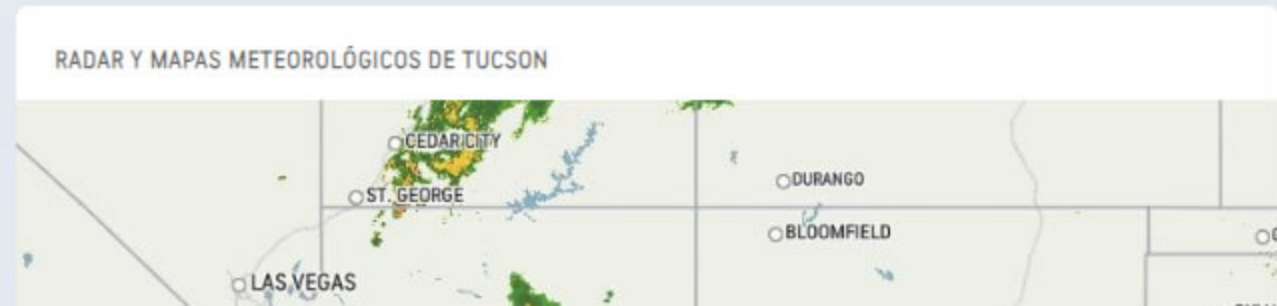 RADAR Y MAPAS METEOROLÓGICOS DE TUCSON
CEDAR CITY
DURANGO
ST. GEORGE
BLOOMFIELD
LAS VEGAS